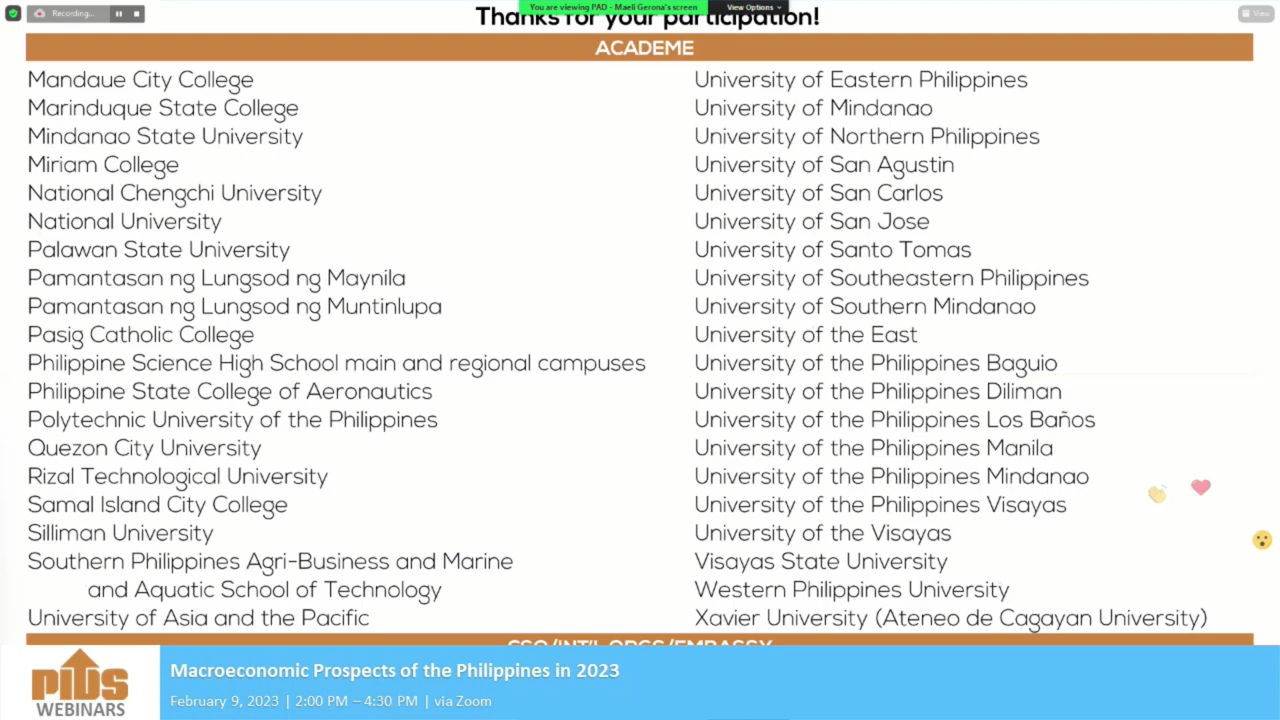 Recording...
You are viewing PAD - Maeli Gerona's screen
View Options
View
Thanks for your participation!
ACADEME
Mandaue City College
Marinduque State College
Mindanao State University
Miriam College
National Chengchi University
National University
Palawan State University
Pamantasan ng Lungsod ng Maynila
Pamantasan ng Lungsod ng Muntinlupa
Pasig Catholic College
Philippine Science High School main and regional campuses
Philippine State College of Aeronautics
Polytechnic University of the Philippines
Quezon City University
Rizal Technological University
Samal Island City College
Silliman University
Southern Philippines Agri-Business and Marine
and Aquatic School of Technology
University of Asia and the Pacific
University of Eastern Philippines
University of Mindanao
University of Northern Philippines
University of San Agustin
University of San Carlos
University of San Jose
University of Santo Tomas
University of Southeastern Philippines
University of Southern Mindanao
University of the East
University of the Philippines Baguio
University of the Philippines Diliman
University of the Philippines Los Baños
University of the Philippines Manila
University of the Philippines Mindanao
University of the Philippines Visayas
University of the Visayas
Visayas State University
Western Philippines University
Xavier University (Ateneo de Cagayan University)
CSO/INT'L ORGS/EMBASSY
PIDS
WEBINARS
Macroeconomic Prospects of the Philippines in 2023
February 9, 2023 | 2:00 PM – 4:30 PM | via Zoom